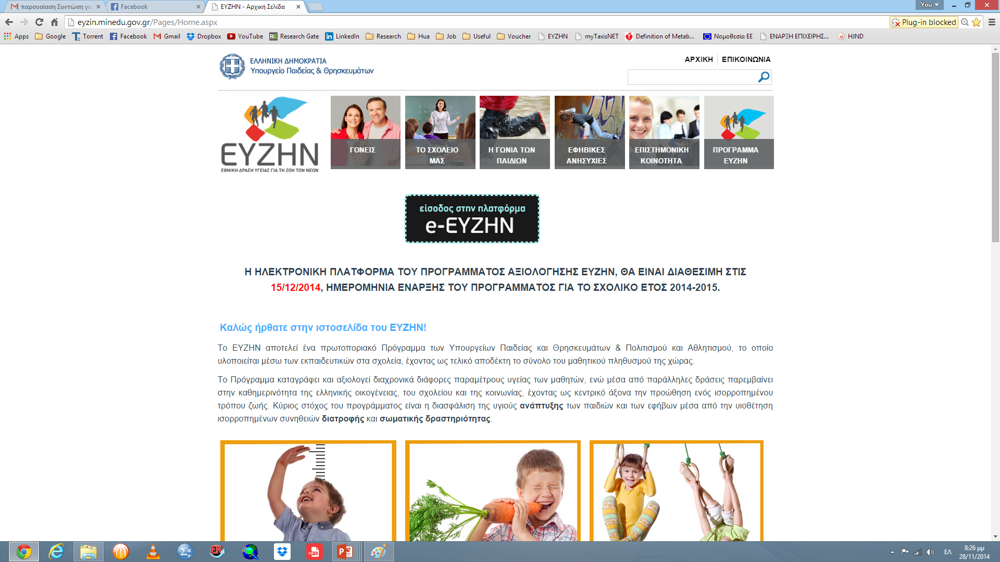 παρουσίαση Συντώση για
Facebook
ΕΥΖΗΝ - Αρχική Σελίδα
You
eyzin.minedu.gov.gr/Pages/Home.aspx
Plug-in blocked
Apps Google Torrent Facebook Gmail Dropbox YouTube RG Research Gate LinkedIn Research Hua Job Useful Voucher ΕΥΖΗΝ myTaxisNET Definition of Metab... Νομοθεσία ΕΕ ΕΝΑΡΞΗ ΕΠΙΧΕΙΡΗΣ... HJND
ΕΛΛΗΝΙΚΗ ΔΗΜΟΚΡΑΤΙΑ
Υπουργείο Παιδείας & Θρησκευμάτων
ΑΡΧΙΚΗ ΕΠΙΚΟΙΝΩΝΙΑ
ΕΥΖΗΝ
ΕΘΝΙΚΗ ΔΡΑΣΗ ΥΓΕΙΑΣ ΓΙΑ ΤΗ ΖΩΗ ΤΩΝ ΝΕΩΝ
ΓΟΝΕΙΣ
ΤΟ ΣΧΟΛΕΙΟ
ΜΑΣ
Η ΓΩΝΙΑ ΤΩΝ
ΠΑΙΔΙΩΝ
ΕΦΗΒΙΚΕΣ
ΑΝΗΣΥΧΙΕΣ
ΕΠΙΣΤΗΜΟΝΙΚΗ
ΚΟΙΝΟΤΗΤΑ
ΠΡΟΓΡΑΜΜΑ
ΕΥΖΗΝ
είσοδος στην πλατφόρμα
e-ΕΥΖΗΝ
Η ΗΛΕΚΤΡΟΝΙΚΗ ΠΛΑΤΦΟΡΜΑ ΤΟΥ ΠΡΟΓΡΑΜΜΑΤΟΣ ΑΞΙΟΛΟΓΗΣΗΣ ΕΥΖΗΝ, ΘΑ ΕΙΝΑΙ ΔΙΑΘΕΣΙΜΗ ΣΤΙΣ
15/12/2014, ΗΜΕΡΟΜΗΝΙΑ ΕΝΑΡΞΗΣ ΤΟΥ ΠΡΟΓΡΑΜΜΑΤΟΣ ΓΙΑ ΤΟ ΣΧΟΛΙΚΟ ΕΤΟΣ 2014-2015.
Καλώς ήρθατε στην ιστοσελίδα του ΕΥΖΗΝ!
Το ΕΥΖΗΝ αποτελεί ένα πρωτοποριακό Πρόγραμμα των Υπουργείων Παιδείας και Θρησκευμάτων & Πολιτισμού και Αθλητισμού, το οποίο
υλοποιείται μέσω των εκπαιδευτικών στα σχολεία, έχοντας ως τελικό αποδέκτη το σύνολο του μαθητικού πληθυσμού της χώρας.
Το Πρόγραμμα καταγράφει και αξιολογεί διαχρονικά διάφορες παραμέτρους υγείας των μαθητών, ενώ μέσα από παράλληλες δράσεις παρεμβαίνει
στην καθημερινότητα της ελληνικής οικογένειας, του σχολείου και της κοινωνίας, έχοντας ως κεντρικό άξονα την προώθηση ενός ισορροπημένου
τρόπου ζωής. Κύριος στόχος του προγράμματος είναι η διασφάλιση της υγιούς ανάπτυξης των παιδιών και των εφήβων μέσα από την υιοθέτηση
ισορροπημένων συνηθειών διατροφής και σωματικής δραστηριότητας.
ΕΛ
8:26 μμ
28/11/2014